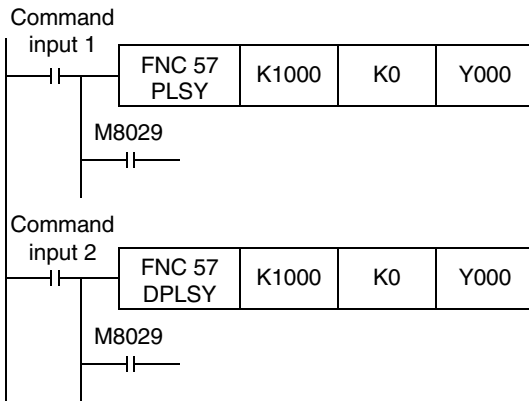 Command
input 1
FNC 57
PLSY
K1000
K0
Y000
M8029
Command
input 2
FNC 57
DPLSY
K1000
K0
Y000
M8029